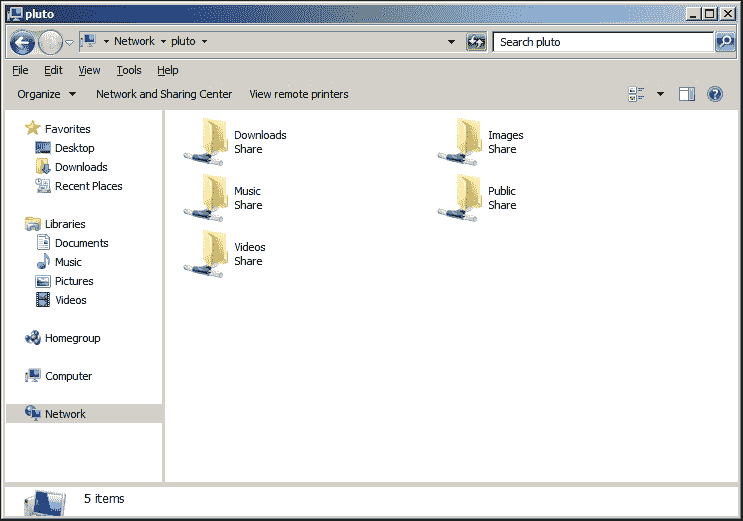 pluto
Network pluto
Search pluto
File Edit View Tools Help
Organize Network and Sharing Center View remote printers
Favorites
Desktop
Downloads
Recent Places
Libraries
Documents
Music
Pictures
Videos
Homegroup
Computer
Network
Downloads
Share
Images
Share
Music
Share
Public
Share
Videos
Share
5 items